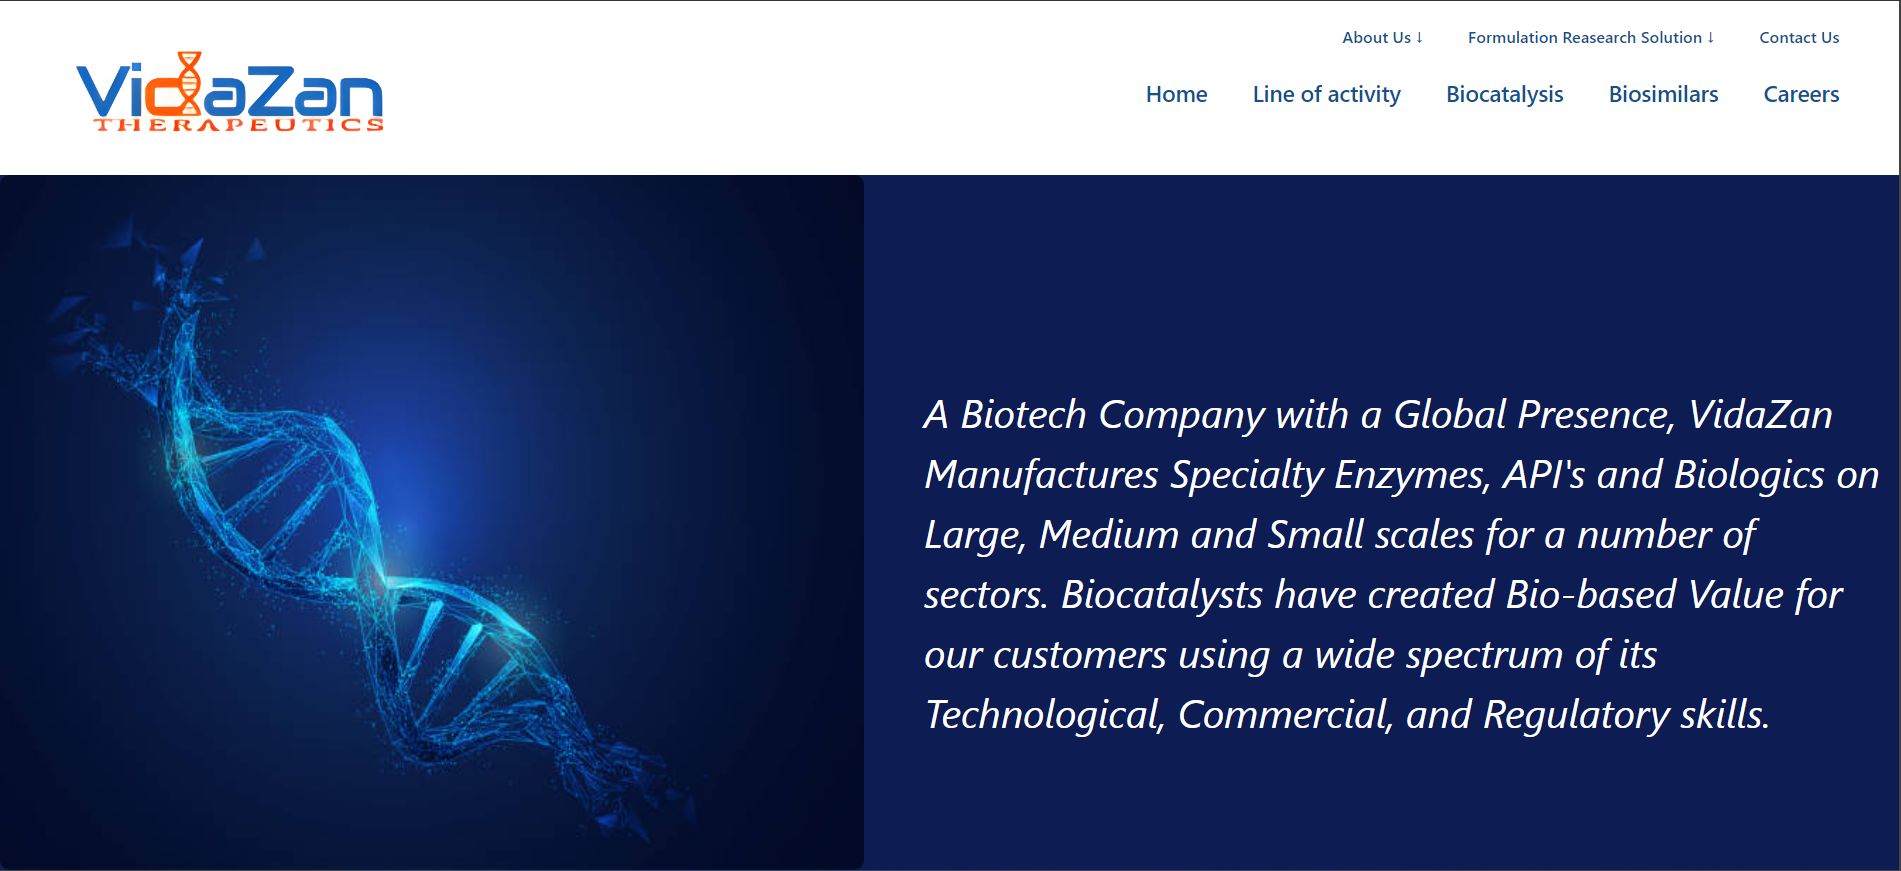 About Us ↓ Formulation Reasearch Solution ↓ Contact Us
VidaZan
THERAPEUTICS
Home Line of activity Biocatalysis Biosimilars Careers
A Biotech Company with a Global Presence, VidaZan
Manufactures Specialty Enzymes, API's and Biologics on
Large, Medium and Small scales for a number of
sectors. Biocatalysts have created Bio-based Value for
our customers using a wide spectrum of its
Technological, Commercial, and Regulatory skills.